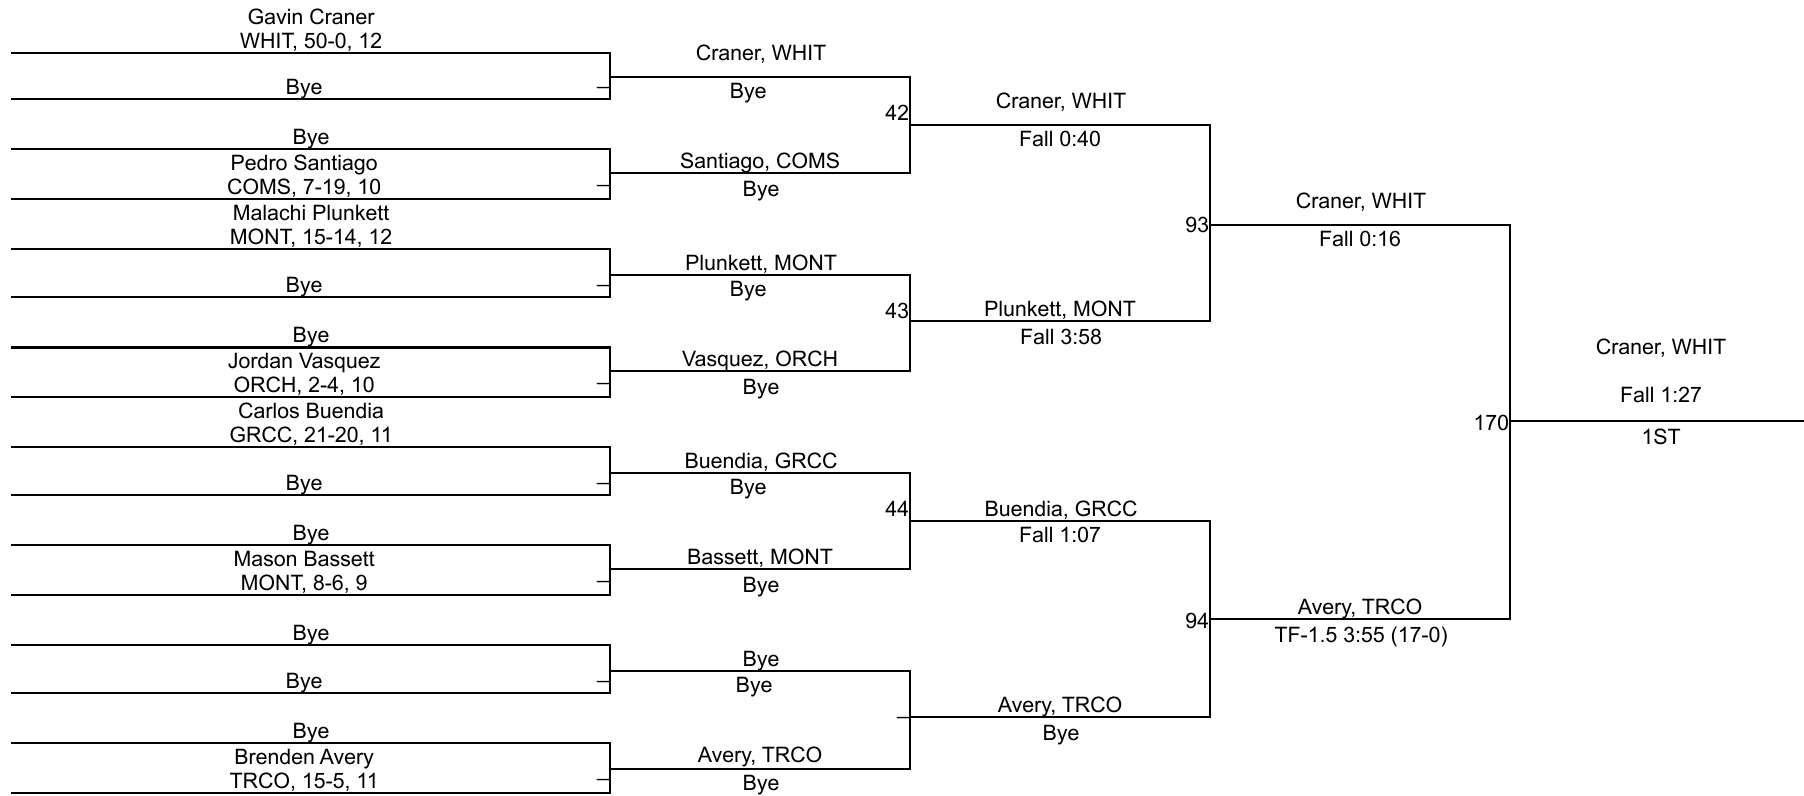 Gavin Craner
WHIT, 50-0, 12
Bye
Bye
Pedro Santiago
COMS, 7-19, 10
Malachi Plunkett
MONT, 15-14, 12
Bye
Bye
Jordan Vasquez
ORCH, 2-4, 10
Carlos Buendia
GRCC, 21-20, 11
Bye
Bye
Mason Bassett
MONT, 8-6, 9
Bye
Bye
Bye
Brenden Avery
TRCO, 15-5, 11
Craner, WHIT
Bye
42
Santiago, COMS
Bye
Plunkett, MONT
Bye
43
Vasquez, ORCH
Bye
Buendia, GRCC
Bye
44
Bassett, MONT
Bye
Bye
Bye
Avery, TRCO
Bye
Craner, WHIT
Fall 0:40
93
Plunkett, MONT
Fall 3:58
Buendia, GRCC
Fall 1:07
94
Avery, TRCO
Bye
Craner, WHIT
Fall 0:16
170
Avery, TRCO
TF-1.5 3:55 (17-0)
Craner, WHIT
Fall 1:27
1ST